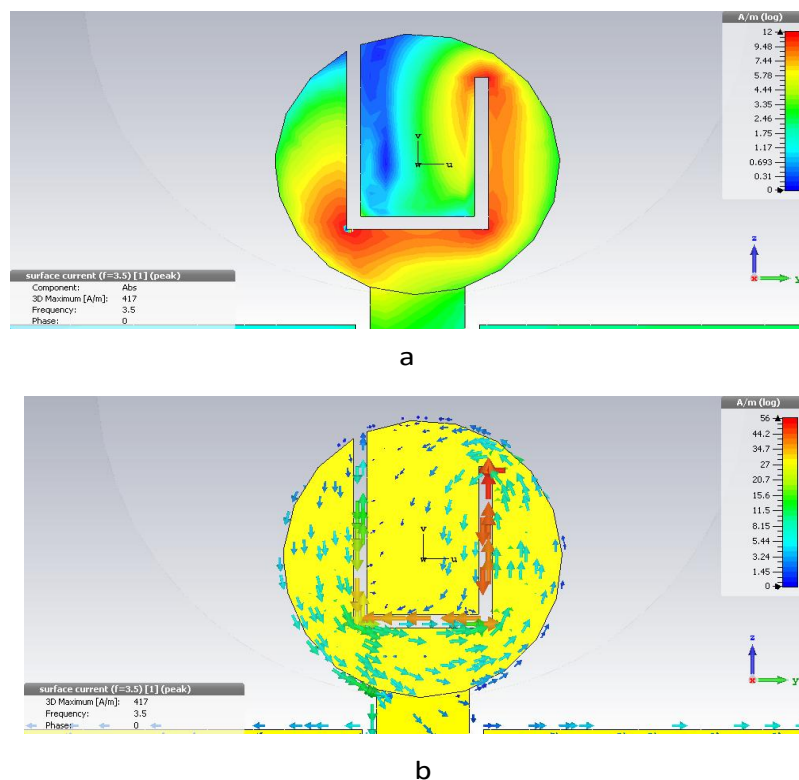 A/m (log)
12
9.48
7.44
5.78
4.44
3.35
2.46
1.75
1.17
0.693
0.31
0
v
w u
z
y
x
surface current (f=3.5) [1] (peak)
Component: Abs
3D Maximum [A/m]: 417
Frequency: 3.5
Phase: 0
a
A/m (log)
56
44.2
34.7
27
20.7
15.6
11.5
8.15
5.44
3.24
1.45
0
v
w u
z
y
x
surface current (f=3.5) [1] (peak)
3D Maximum [A/m]: 417
Frequency: 3.5
Phase: 0
b